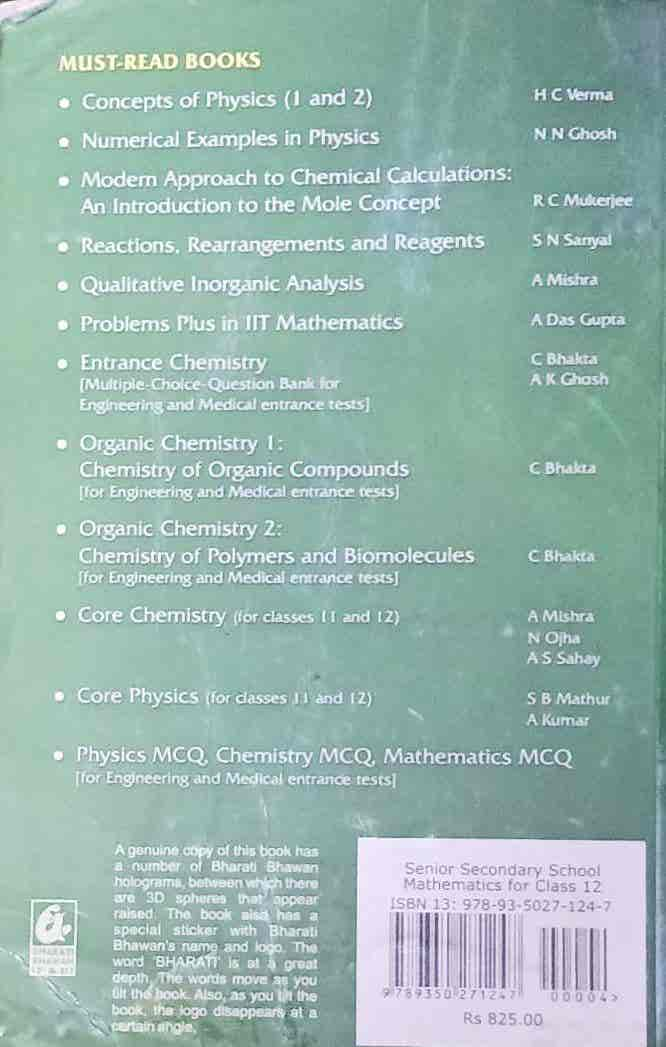 MUST-READ BOOKS
• Concepts of Physics (1 and 2) H C Verma
• Numerical Examples in Physics N N Ghosh
• Modern Approach to Chemical Calculations:
An Introduction to the Mole Concept R C Mukerjee
• Reactions, Rearrangements and Reagents S N Sanyal
• Qualitative Inorganic Analysis A Mishra
• Problems Plus in IIT Mathematics A Das Gupta
• Entrance Chemistry C Bhakta
[Multiple-Choice-Question Bank for A K Ghosh
Engineering and Medical entrance tests]
• Organic Chemistry 1:
Chemistry of Organic Compounds C Bhakta
[for Engineering and Medical entrance tests]
• Organic Chemistry 2:
Chemistry of Polymers and Biomolecules C Bhakta
[for Engineering and Medical entrance tests]
• Core Chemistry (for classes 11 and 12) A Mishra
N Ojha
A S Sahay
• Core Physics (for classes 11 and 12) S B Mathur
A Kumar
• Physics MCQ, Chemistry MCQ, Mathematics MCQ
[for Engineering and Medical entrance tests]
A genuine copy of this book has
a number of Bharati Bhawan
holograms, between which there
are 3D spheres that appear
raised. The book also has a
special sticker with Bharati
Bhawan's name and logo. The
word 'BHARATI' is at a great
depth. The words move as you
tilt the book. Also, as you tilt the
book, the logo disappears at a
certain angle.
BHARATI
BHAWAN
Senior Secondary School
Mathematics for Class 12
ISBN 13: 978-93-5027-124-7
9 789350 271247
00004>
Rs 825.00